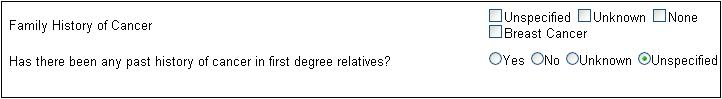 Family History of Cancer
Unspecified Unknown None
Breast Cancer
Has there been any past history of cancer in first degree relatives?
Yes No Unknown Unspecified